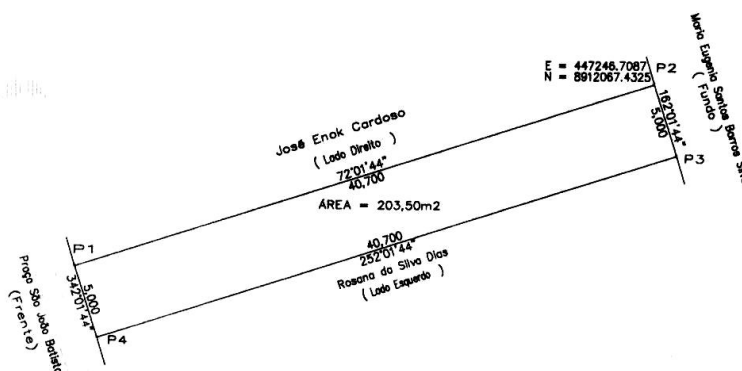 E = 447246.7087
N = 8912067.4325
P2
Maria Eugenia Santos Barros
( Fundo )
162°01'44"
5,000
P3
José Enok Cardoso
( Lado Direito )
72°01'44"
40,700
ÁREA = 203,50m2
40,700
252°01'44"
Rosana da Silva Dias
( Lado Esquerdo )
P1
5,000
342°01'44"
Praça São João Batista
(Frente)
P4